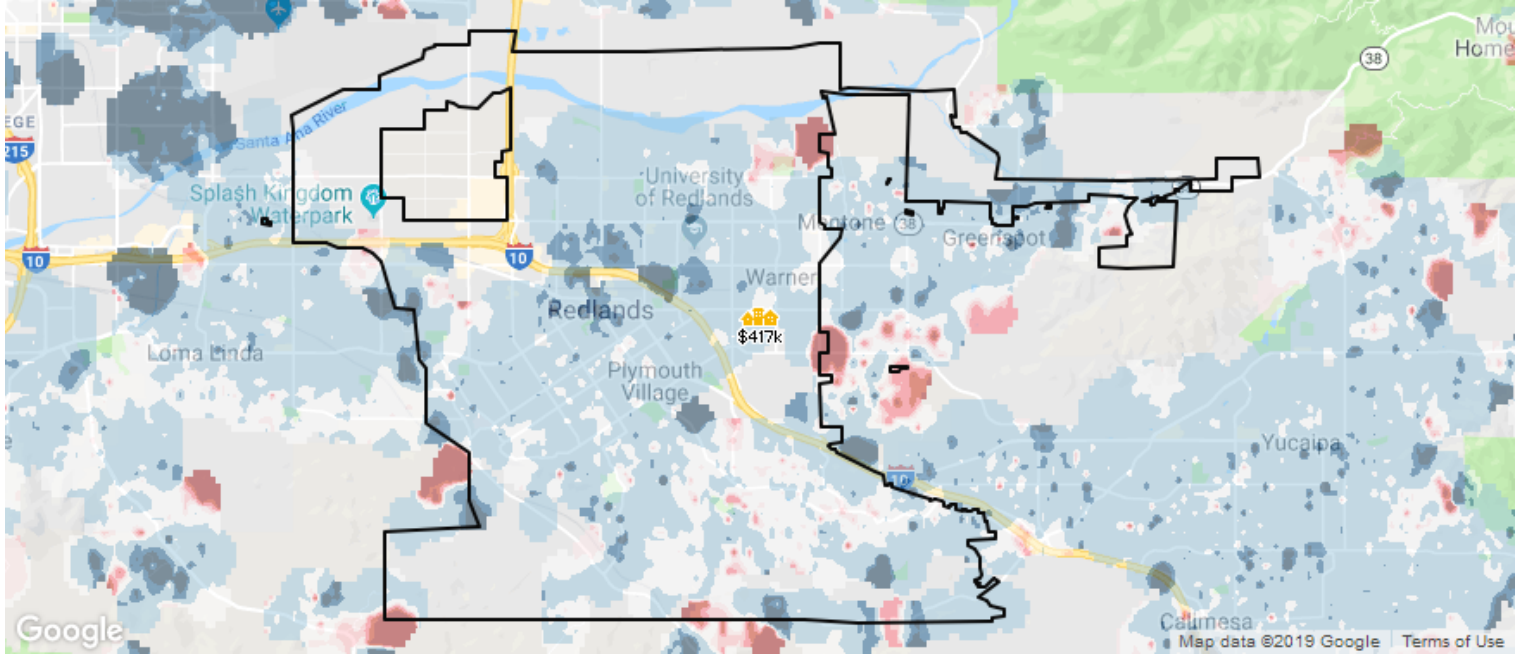 Mou
Home
38
EGE
215
Santa Ana River
University
of Redlands
Splash Kingdom
Waterpark
Mentone
38
Greenspot
10
10
Warner
Redlands
$417k
Loma Linda
Plymouth
Village
Yucaipa
10
Calimesa
Google
Map data ©2019 Google
Terms of Use